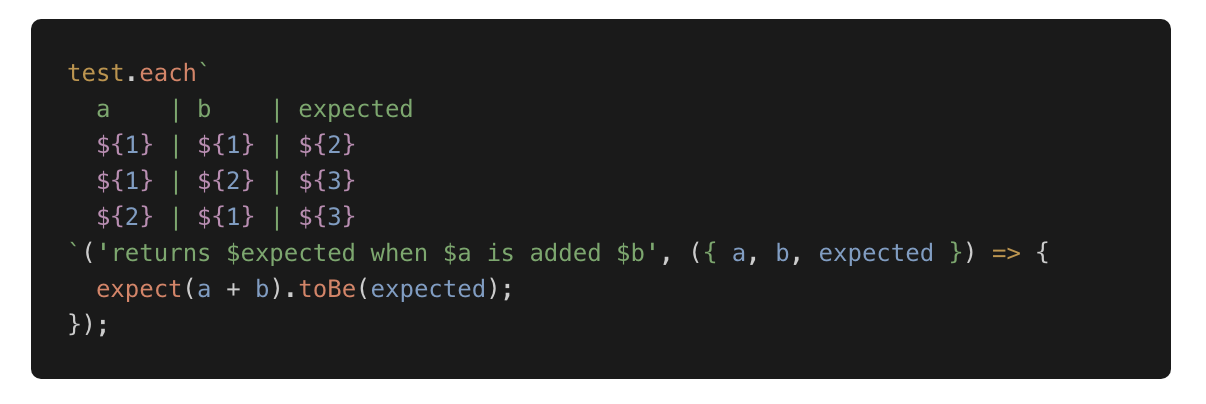 test.each`
  a    | b    | expected
  ${1} | ${1} | ${2}
  ${1} | ${2} | ${3}
  ${2} | ${1} | ${3}
`('returns $expected when $a is added $b', ({ a, b, expected }) => {
  expect(a + b).toBe(expected);
});